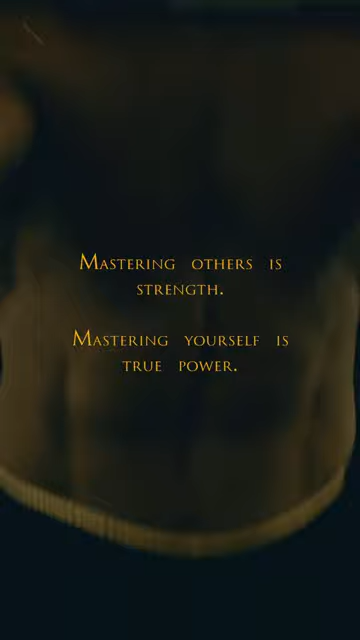 Mastering others is
strength.
Mastering yourself is
true power.